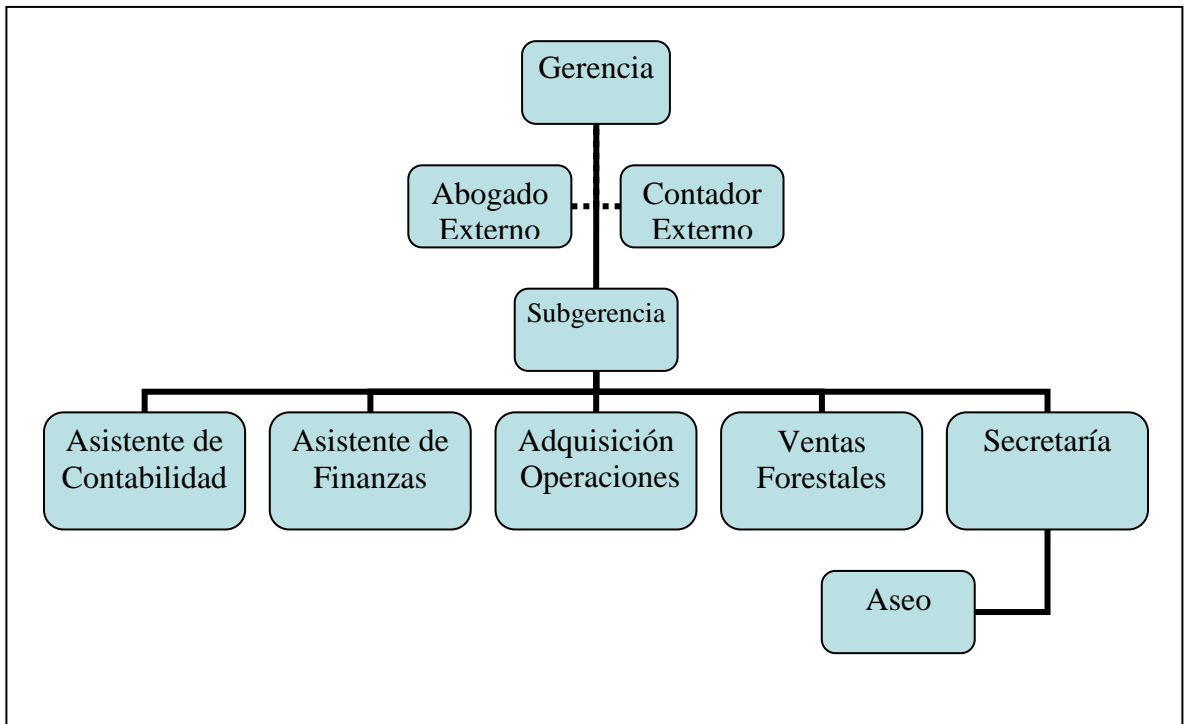 Gerencia
Abogado
Externo
Contador
Externo
Subgerencia
Asistente de
Contabilidad
Asistente de
Finanzas
Adquisición
Operaciones
Ventas
Forestales
Secretaría
Aseo